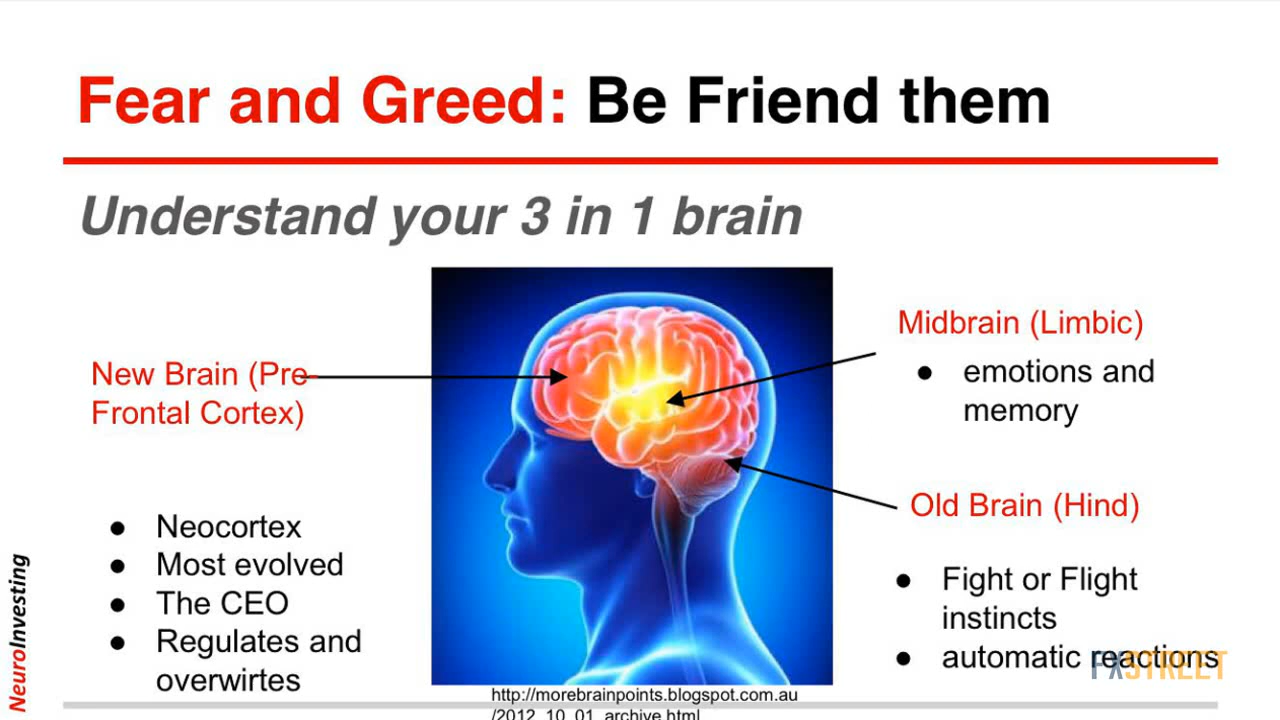 Fear and Greed: Be Friend them
Understand your 3 in 1 brain
New Brain (Pre-
Frontal Cortex)
● Neocortex
● Most evolved
● The CEO
● Regulates and
overwirtes
Midbrain (Limbic)
● emotions and
memory
Old Brain (Hind)
● Fight or Flight
instincts
● automatic reactions
FXSTREET
NeuroInvesting
http://morebrainpoints.blogspot.com.au
/2012_10_01_archive.html